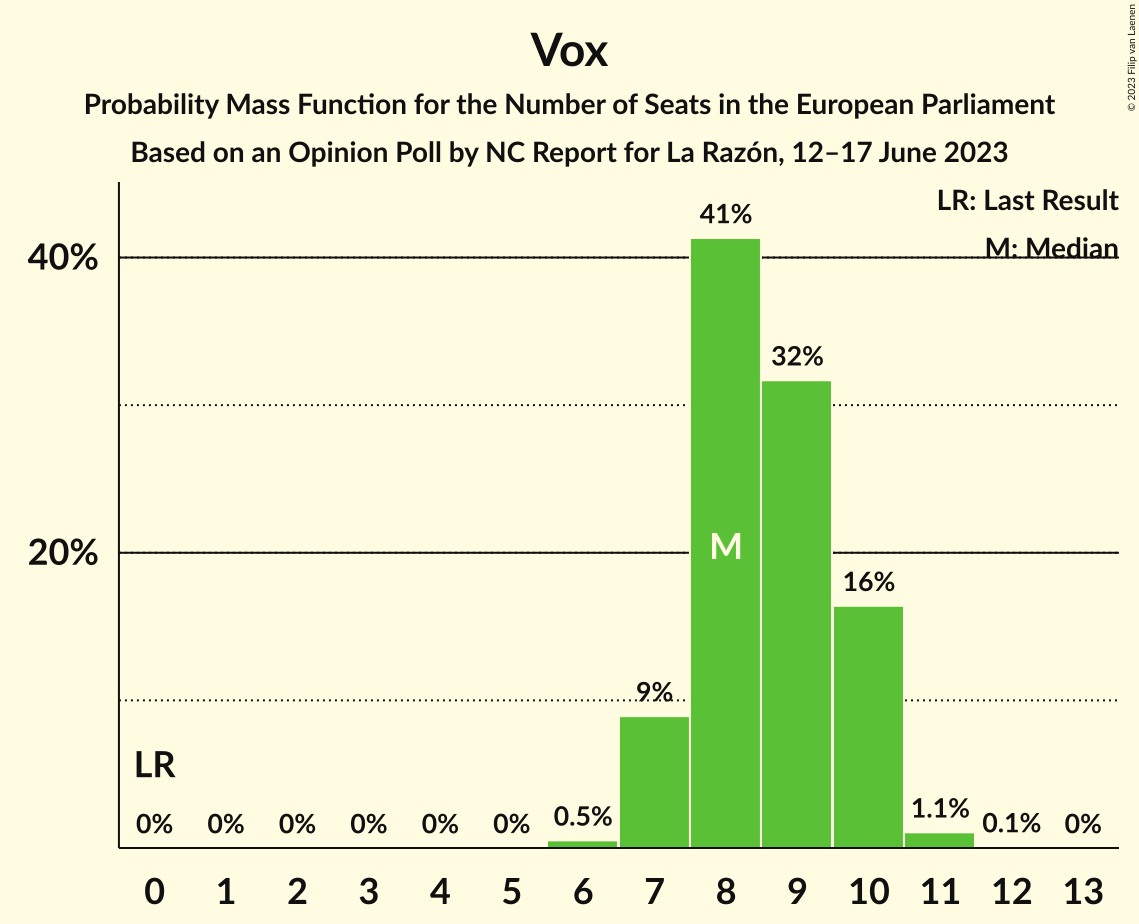 Vox
Probability Mass Function for the Number of Seats in the European Parliament
Based on an Opinion Poll by NC Report for La Razón, 12–17 June 2023
© 2023 Filip van Laenen
LR: Last Result
M: Median
40%
20%
41%
32%
16%
9%
M
LR
0% 0% 0% 0% 0% 0% 0.5% 1.1% 0.1% 0%
0 1 2 3 4 5 6 7 8 9 10 11 12 13